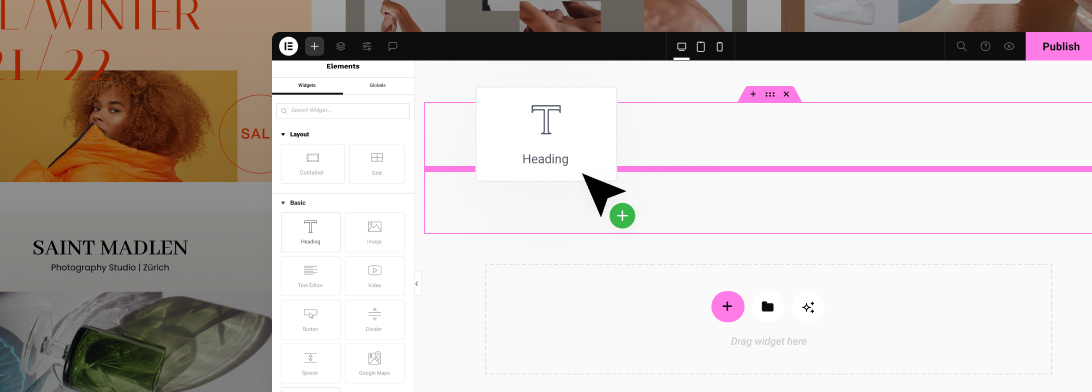 L/WINTER
21/22
SAL
SAINT MADLEN
Photography Studio | Zürich
Publish
Elements
Widgets
Globals
Search Widget...
Layout
Container
Grid
Basic
Heading
Image
Text Editor
Video
Button
Divider
Spacer
Google Maps
Heading
Drag widget here